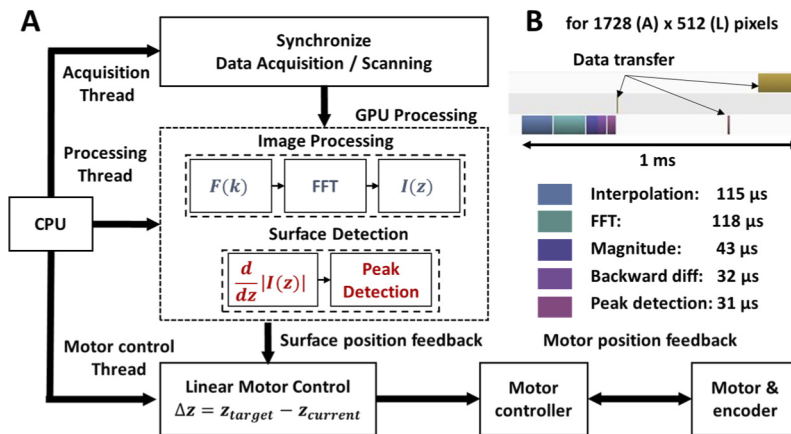 A
Synchronize
Data Acquisition / Scanning
Acquisition
Thread
GPU Processing
Image Processing
Processing
Thread
F(k)
FFT
I(z)
CPU
Surface Detection
d/dz |I(z)|
Peak
Detection
Motor control
Thread
Surface position feedback
Linear Motor Control
Δz = z_target − z_current
Motor
controller
Motor position feedback
Motor &
encoder
B
for 1728 (A) x 512 (L) pixels
Data transfer
1 ms
Interpolation: 115 µs
FFT: 118 µs
Magnitude: 43 µs
Backward diff: 32 µs
Peak detection: 31 µs